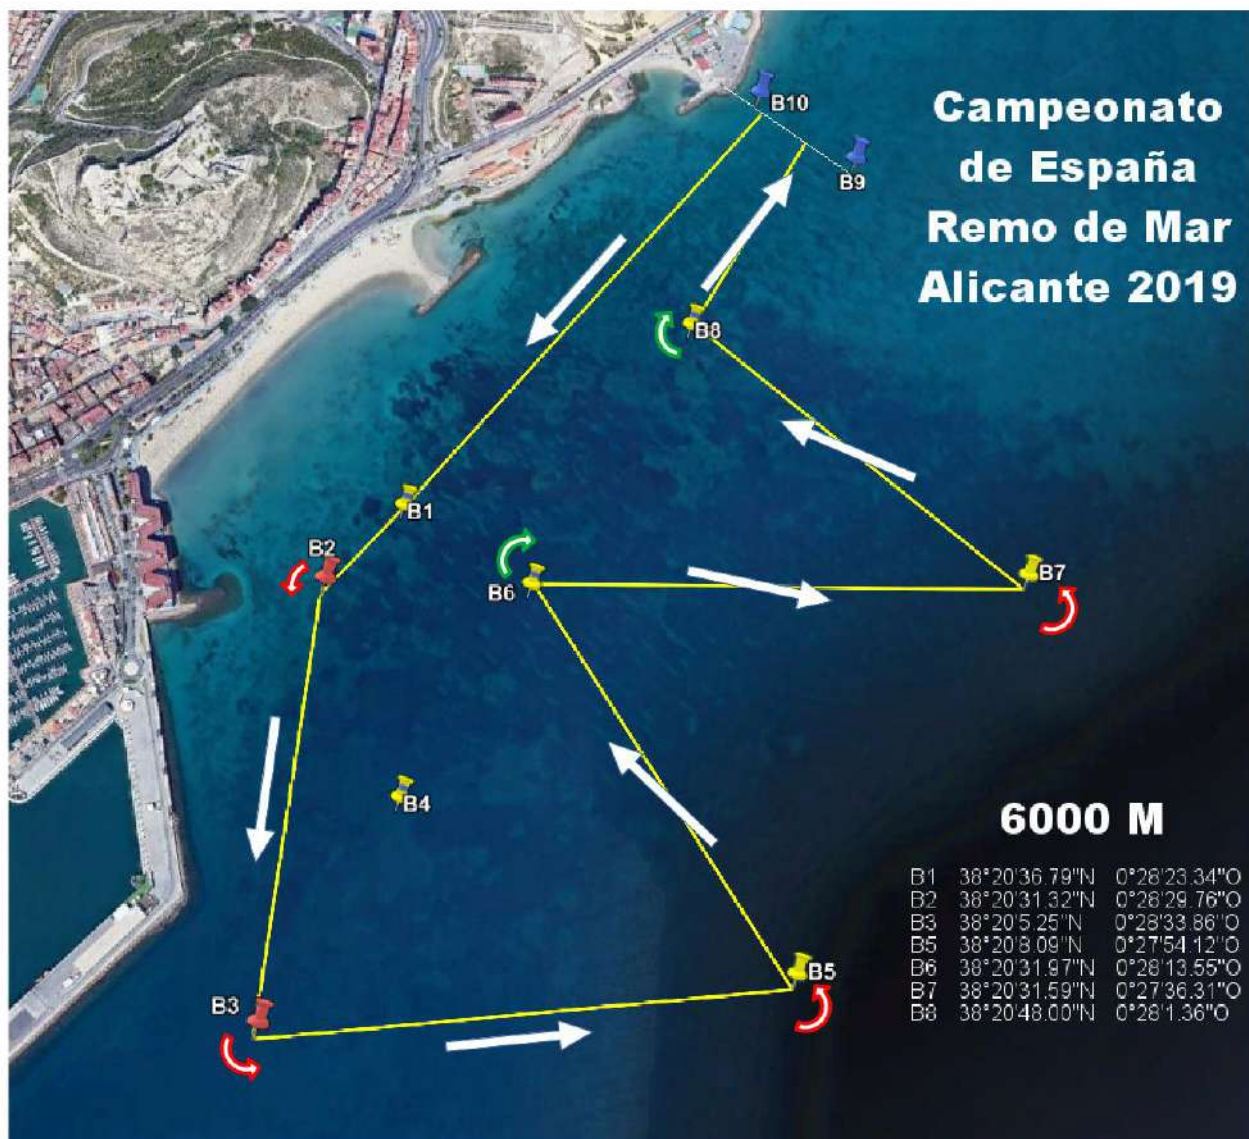 Campeonato
de España
Remo de Mar
Alicante 2019
B10
B9
B8
B1
B2
B6
B7
B4
B5
B3
6000 M
B1 38°20'36.79"N 0°28'23.34"O
B2 38°20'31.32"N 0°28'29.76"O
B3 38°20'5.25"N 0°28'33.86"O
B5 38°20'8.09"N 0°27'54.12"O
B6 38°20'31.97"N 0°28'13.55"O
B7 38°20'31.59"N 0°27'36.31"O
B8 38°20'48.00"N 0°28'1.36"O